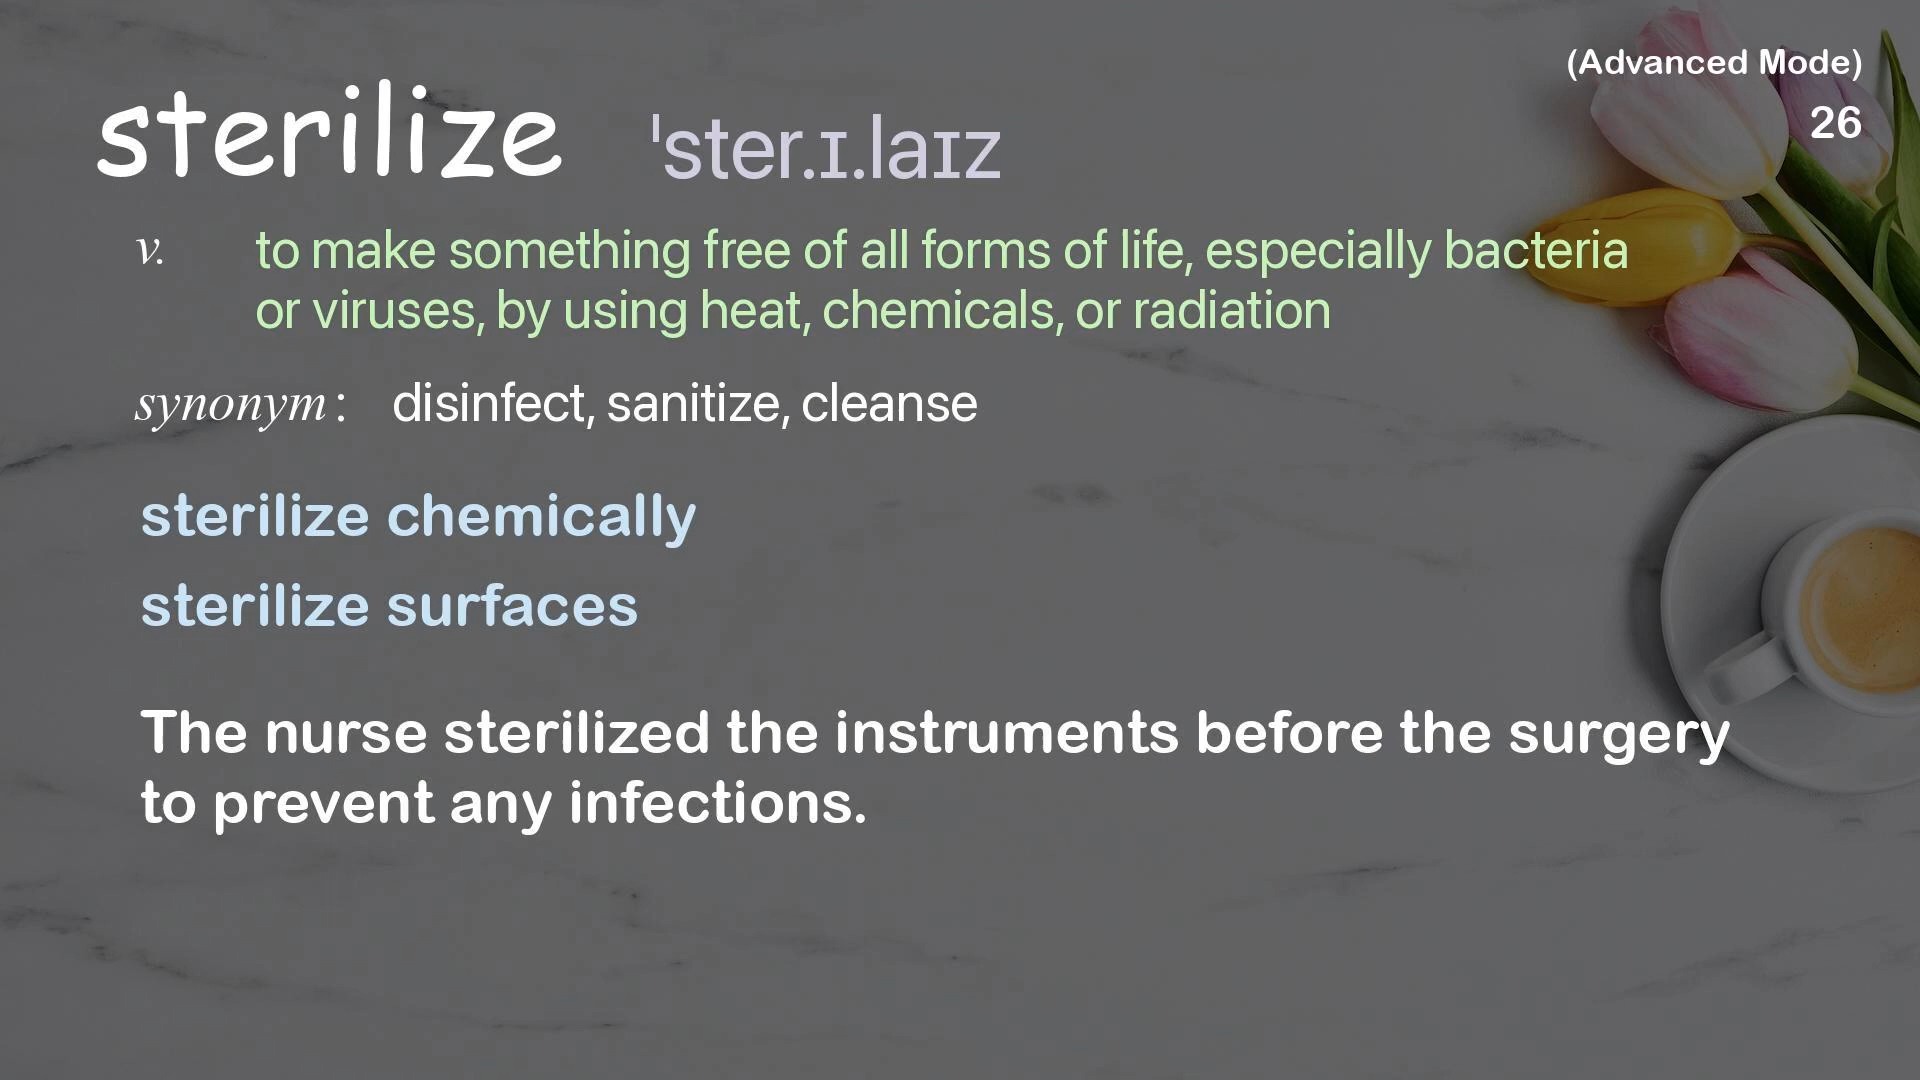 (Advanced Mode)
26
sterilize ˈster.ɪ.laɪz
v. to make something free of all forms of life, especially bacteria
or viruses, by using heat, chemicals, or radiation
synonym: disinfect, sanitize, cleanse
sterilize chemically
sterilize surfaces
The nurse sterilized the instruments before the surgery
to prevent any infections.